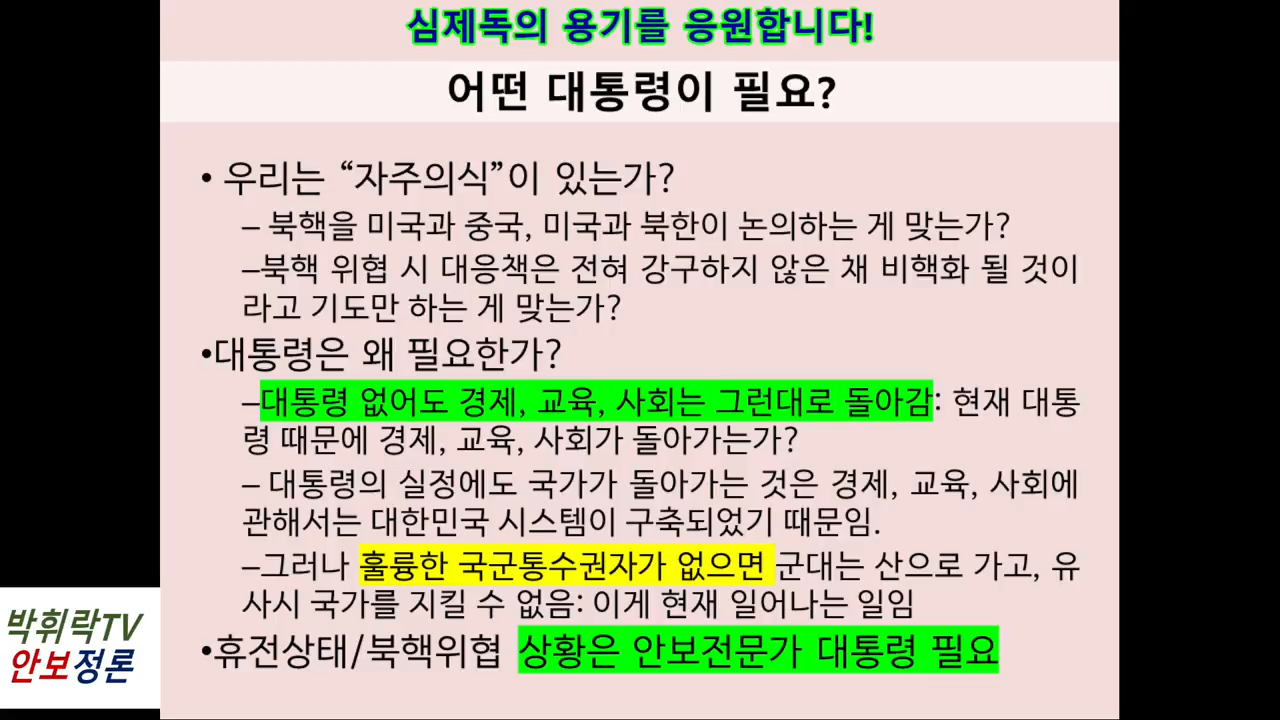 심제독의 용기를 응원합니다!
어떤 대통령이 필요?
• 우리는 “자주의식”이 있는가?
– 북핵을 미국과 중국, 미국과 북한이 논의하는 게 맞는가?
–북핵 위협 시 대응책은 전혀 강구하지 않은 채 비핵화 될 것이
라고 기도만 하는 게 맞는가?
•대통령은 왜 필요한가?
–대통령 없어도 경제, 교육, 사회는 그런대로 돌아감: 현재 대통
령 때문에 경제, 교육, 사회가 돌아가는가?
– 대통령의 실정에도 국가가 돌아가는 것은 경제, 교육, 사회에
관해서는 대한민국 시스템이 구축되었기 때문임.
–그러나 훌륭한 국군통수권자가 없으면 군대는 산으로 가고, 유
사시 국가를 지킬 수 없음: 이게 현재 일어나는 일임
•휴전상태/북핵위협 상황은 안보전문가 대통령 필요
박휘락TV
안보정론